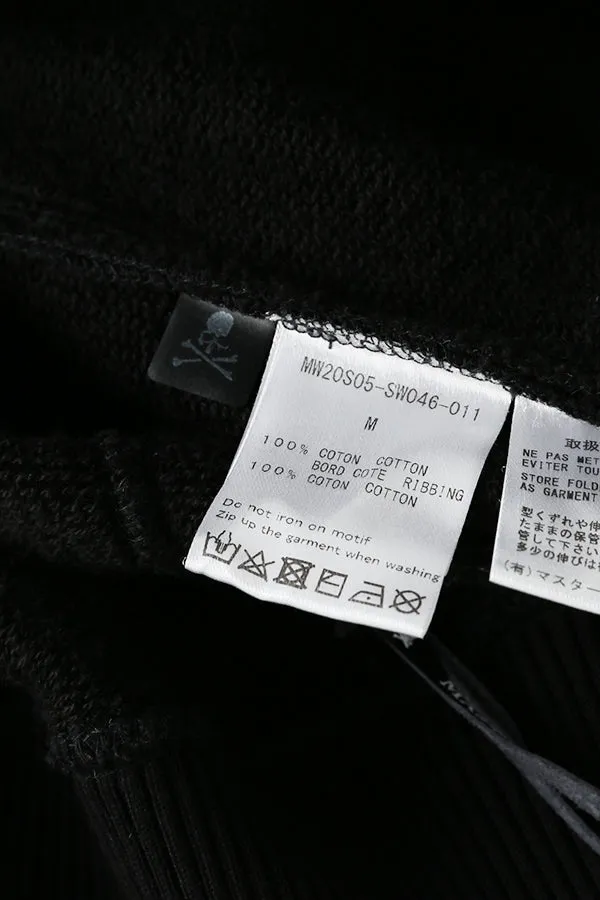 MW20S05-SW046-011
M
100% COTON COTTON
BORD COTE RIBBING
100% COTON COTTON
Do not iron on motif
Zip up the garment when washing
取扱
NE PAS MET
EVITER TOU
STORE FOLD
AS GARMENT
型くずれや伸
たままの保管
管して下さい
多少の伸びは
(有)マスター